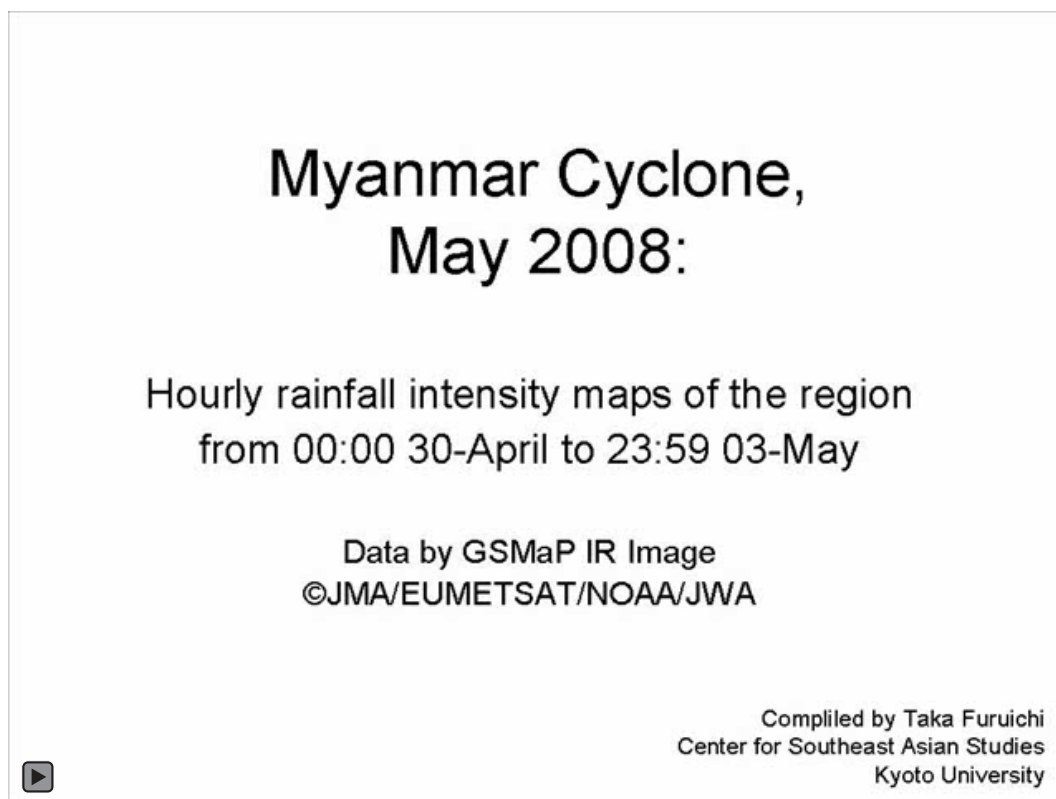 Myanmar Cyclone,
May 2008:
Hourly rainfall intensity maps of the region
from 00:00 30-April to 23:59 03-May
Data by GSMaP IR Image
©JMA/EUMETSAT/NOAA/JWA
Compliled by Taka Furuichi
Center for Southeast Asian Studies
Kyoto University